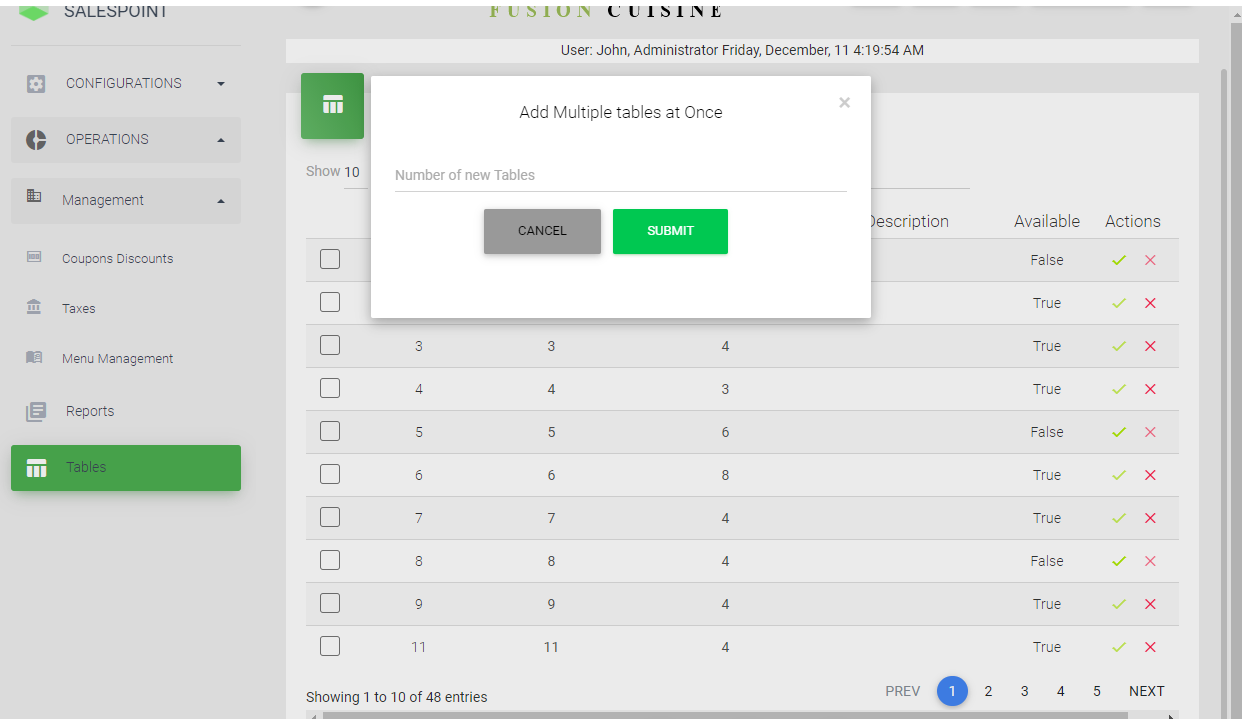 SALESPOINT
FUSION CUISINE
User: John, Administrator Friday, December, 11 4:19:54 AM
CONFIGURATIONS
OPERATIONS
Management
Coupons Discounts
Taxes
Menu Management
Reports
Tables
Add Multiple tables at Once
×
Number of new Tables
CANCEL
SUBMIT
Show 10
Description Available Actions
False
True
3 3 4 True
4 4 3 True
5 5 6 False
6 6 8 True
7 7 4 True
8 8 4 False
9 9 4 True
11 11 4 True
Showing 1 to 10 of 48 entries
PREV 1 2 3 4 5 NEXT